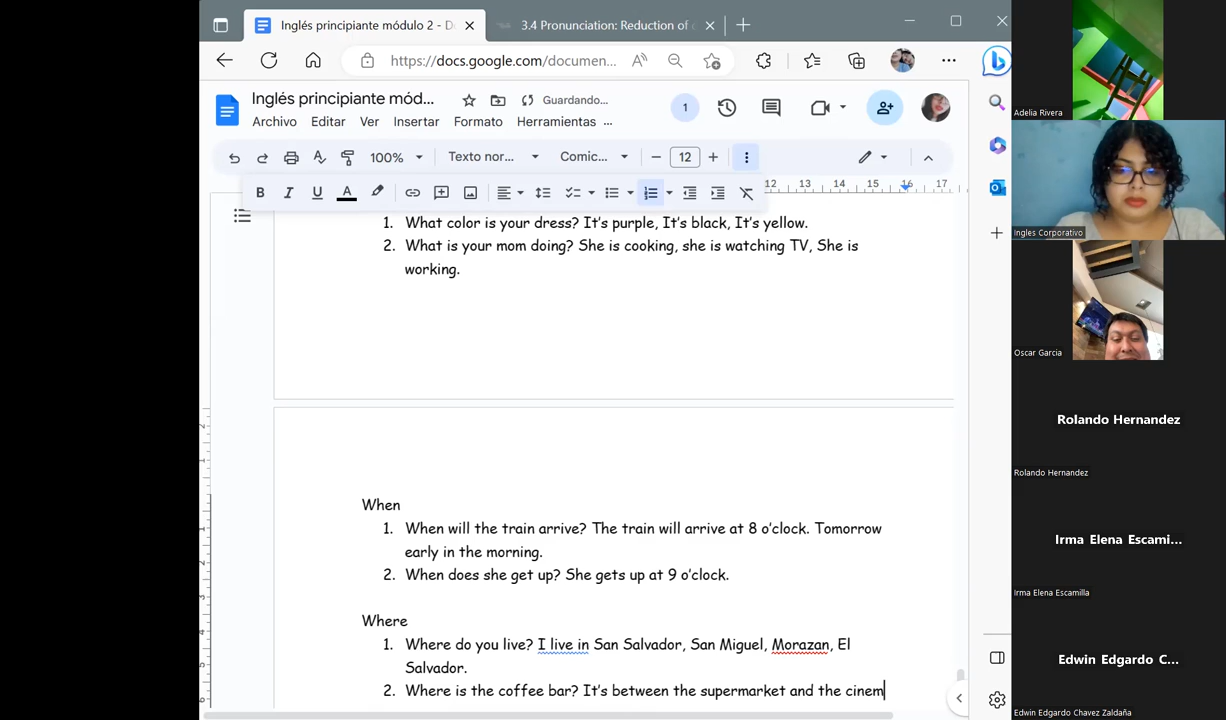 Inglés principiante módulo 2 - D
3.4 Pronunciation: Reduction of
https://docs.google.com/documen...
Inglés principiante mód...
Guardando...
1
Archivo Editar Ver Insertar Formato Herramientas ...
100% Texto nor... Comic... 12
12 13 14 15 16 17
1. What color is your dress? It's purple, It's black, It's yellow.
2. What is your mom doing? She is cooking, she is watching TV, She is
working.
When
1. When will the train arrive? The train will arrive at 8 o'clock. Tomorrow
early in the morning.
2. When does she get up? She gets up at 9 o'clock.
Where
1. Where do you live? I live in San Salvador, San Miguel, Morazan, El
Salvador.
2. Where is the coffee bar? It's between the supermarket and the cinem
Adelia Rivera
Ingles Corporativo
Oscar Garcia
Rolando Hernandez
Rolando Hernandez
Irma Elena Escami...
Irma Elena Escamilla
Edwin Edgardo C...
Edwin Edgardo Chavez Zaldaña